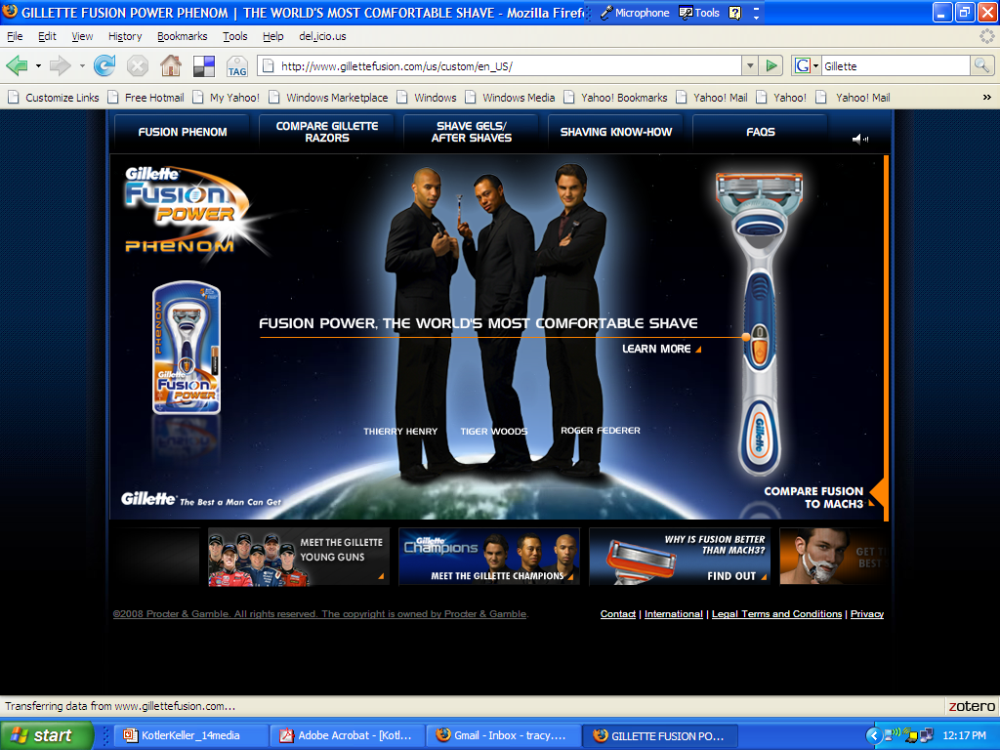 GILLETTE FUSION POWER PHENOM | THE WORLD'S MOST COMFORTABLE SHAVE - Mozilla Firef
Microphone Tools
File Edit View History Bookmarks Tools Help del.icio.us
TAG http://www.gillettefusion.com/us/custom/en_US/ G Gillette
Customize Links Free Hotmail My Yahoo! Windows Marketplace Windows Windows Media Yahoo! Bookmarks Yahoo! Mail Yahoo! Yahoo! Mail »
FUSION PHENOM
COMPARE GILLETTE
RAZORS
SHAVE GELS/
AFTER SHAVES
SHAVING KNOW-HOW
FAQS
Gillette
FUSION
POWER
PHENOM
PHENOM
Gillette
FUSION
POWER
FUSION POWER, THE WORLD'S MOST COMFORTABLE SHAVE
LEARN MORE
Gillette
THIERRY HENRY TIGER WOODS ROGER FEDERER
Gillette The Best a Man Can Get
COMPARE FUSION
TO MACH3
MEET THE GILLETTE
YOUNG GUNS
Gillette
Champions
MEET THE GILLETTE CHAMPIONS
WHY IS FUSION BETTER
THAN MACH3?
FIND OUT
GET T
BEST
©2008 Procter & Gamble. All rights reserved. The copyright is owned by Procter & Gamble.
Contact | International | Legal Terms and Conditions | Privacy
Transferring data from www.gillettefusion.com...
zotero
start KotlerKeller_14media Adobe Acrobat - [Kotl... Gmail - Inbox - tracy.... GILLETTE FUSION PO... 12:17 PM